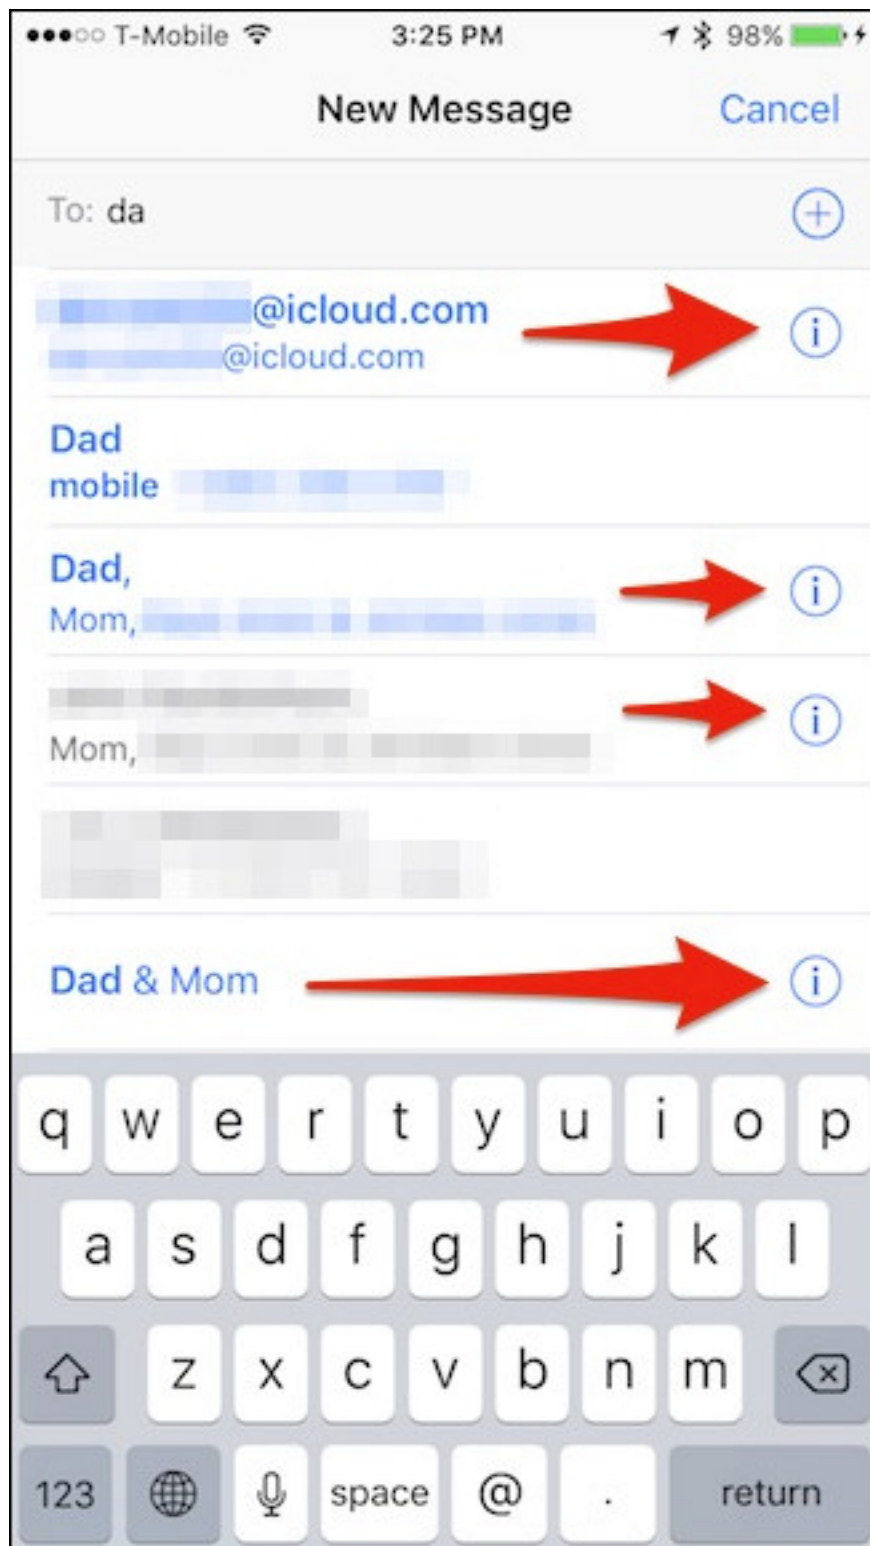 T-Mobile 3:25 PM 98%
New Message Cancel
To: da
@icloud.com
@icloud.com
Dad
mobile
Dad,
Mom,
Mom,
Dad & Mom
q w e r t y u i o p
a s d f g h j k l
z x c v b n m
123 space @ . return